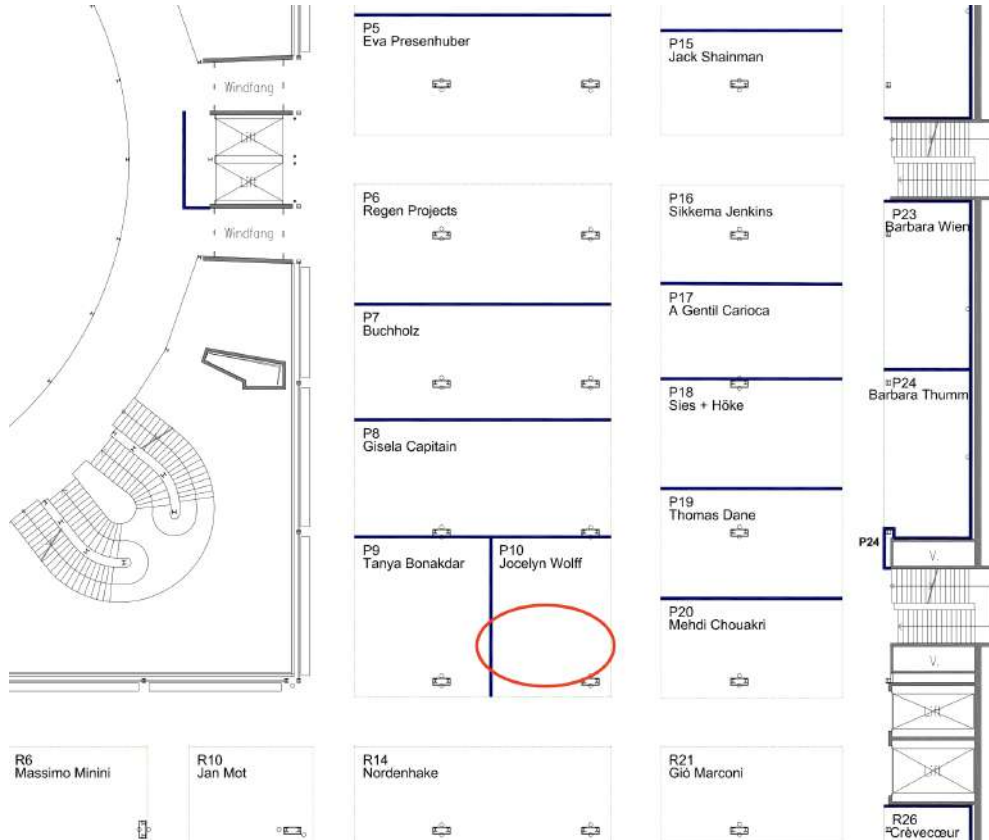 P5
Eva Presenhuber
P15
Jack Shainman
Windfang
Lift
Lift
Windfang
P6
Regen Projects
P16
Sikkema Jenkins
P23
Barbara Wien
P7
Buchholz
P17
A Gentil Carioca
P18
Sies + Höke
P24
Barbara Thumm
P8
Gisela Capitain
P19
Thomas Dane
P24
V.
P9
Tanya Bonakdar
P10
Jocelyn Wolff
P20
Mehdi Chouakri
V.
Lift
Lift
R6
Massimo Minini
R10
Jan Mot
R14
Nordenhake
R21
Giò Marconi
R26
Crèvecœur